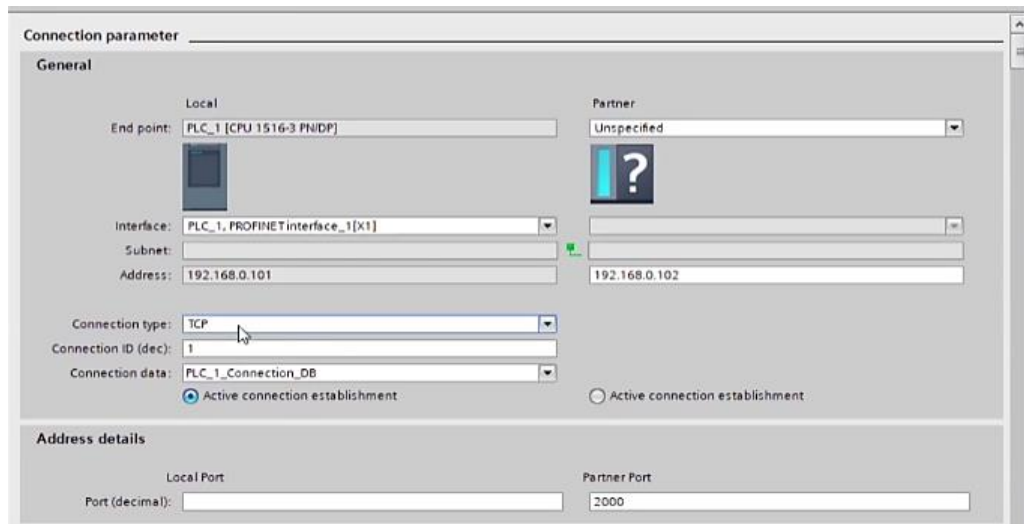 Connection parameter
General
Local Partner
End point: PLC_1 [CPU 1516-3 PN/DP] Unspecified
?
Interface: PLC_1, PROFINET interface_1[X1]
Subnet:
Address: 192.168.0.101 192.168.0.102
Connection type: TCP
Connection ID (dec): 1
Connection data: PLC_1_Connection_DB
Active connection establishment Active connection establishment
Address details
Local Port Partner Port
Port (decimal): 2000